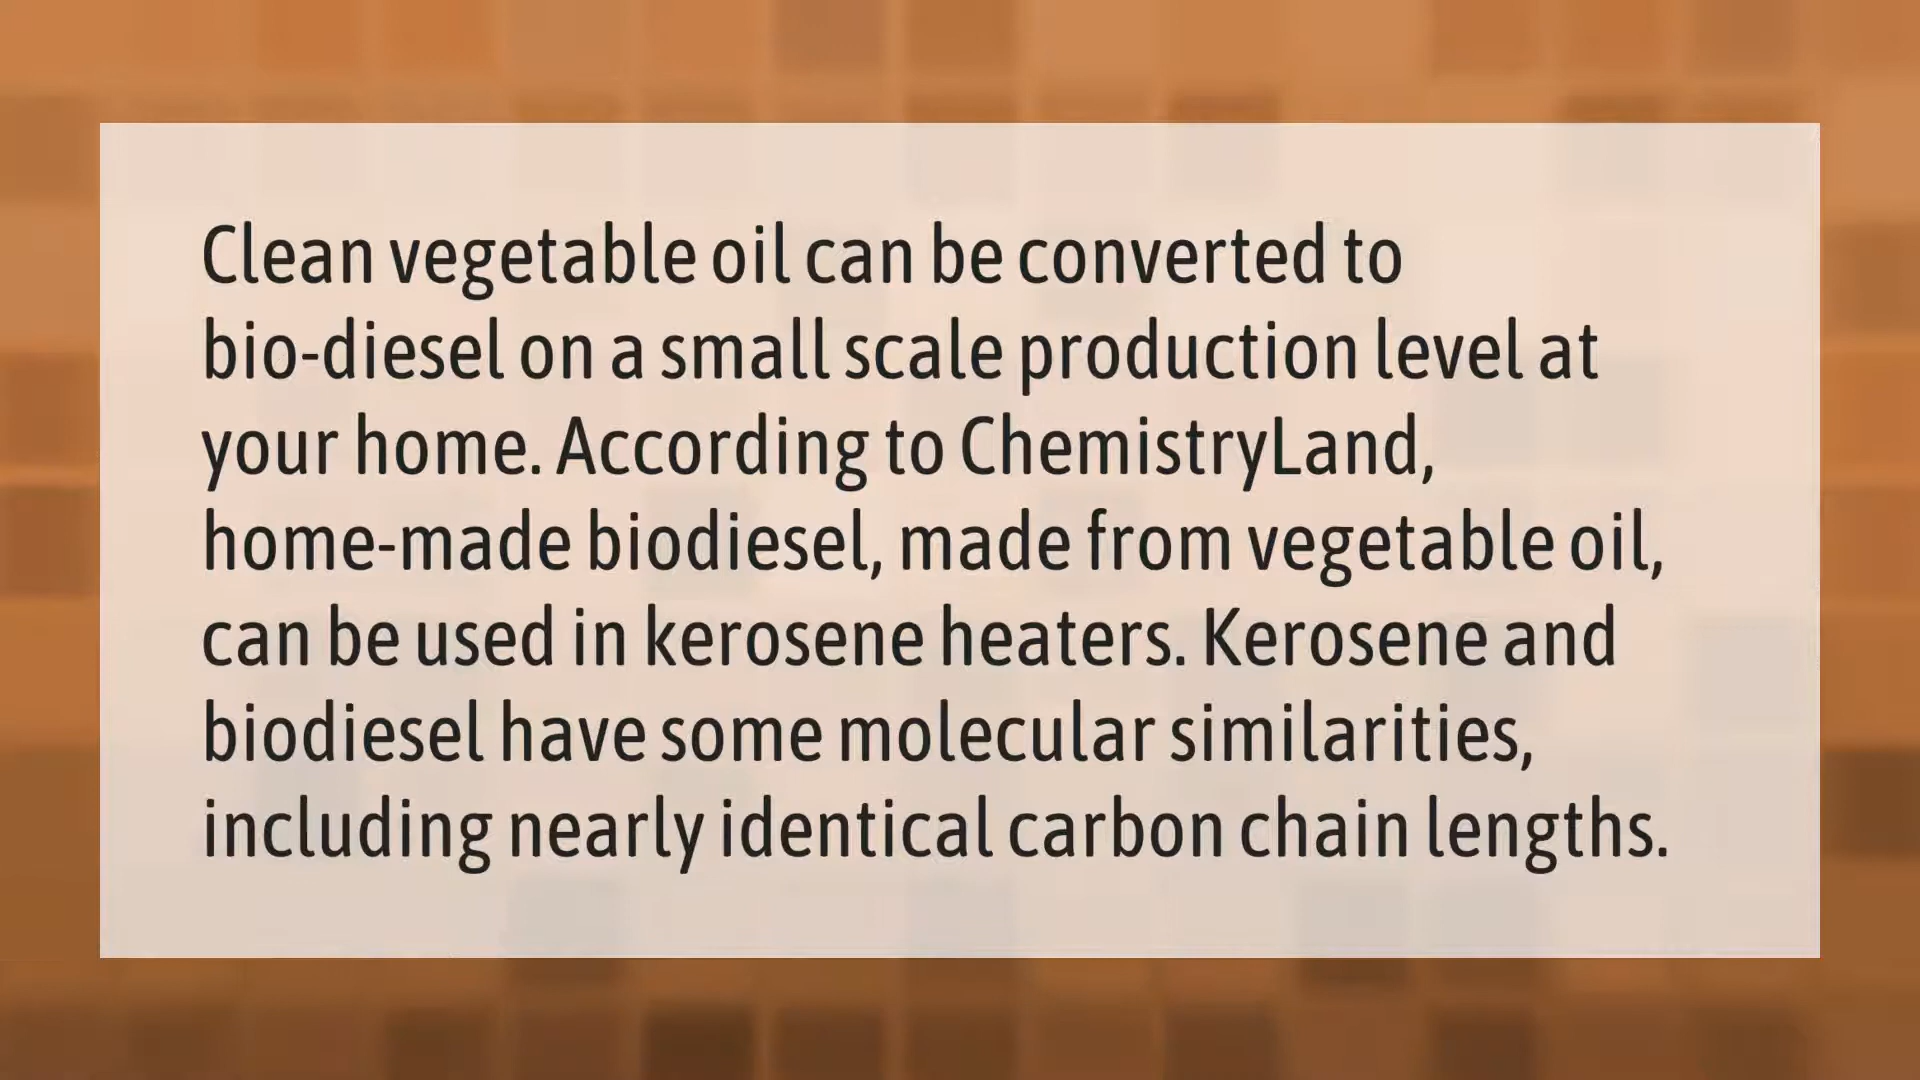 Clean vegetable oil can be converted to
bio-diesel on a small scale production level at
your home. According to ChemistryLand,
home-made biodiesel, made from vegetable oil,
can be used in kerosene heaters. Kerosene and
biodiesel have some molecular similarities,
including nearly identical carbon chain lengths.